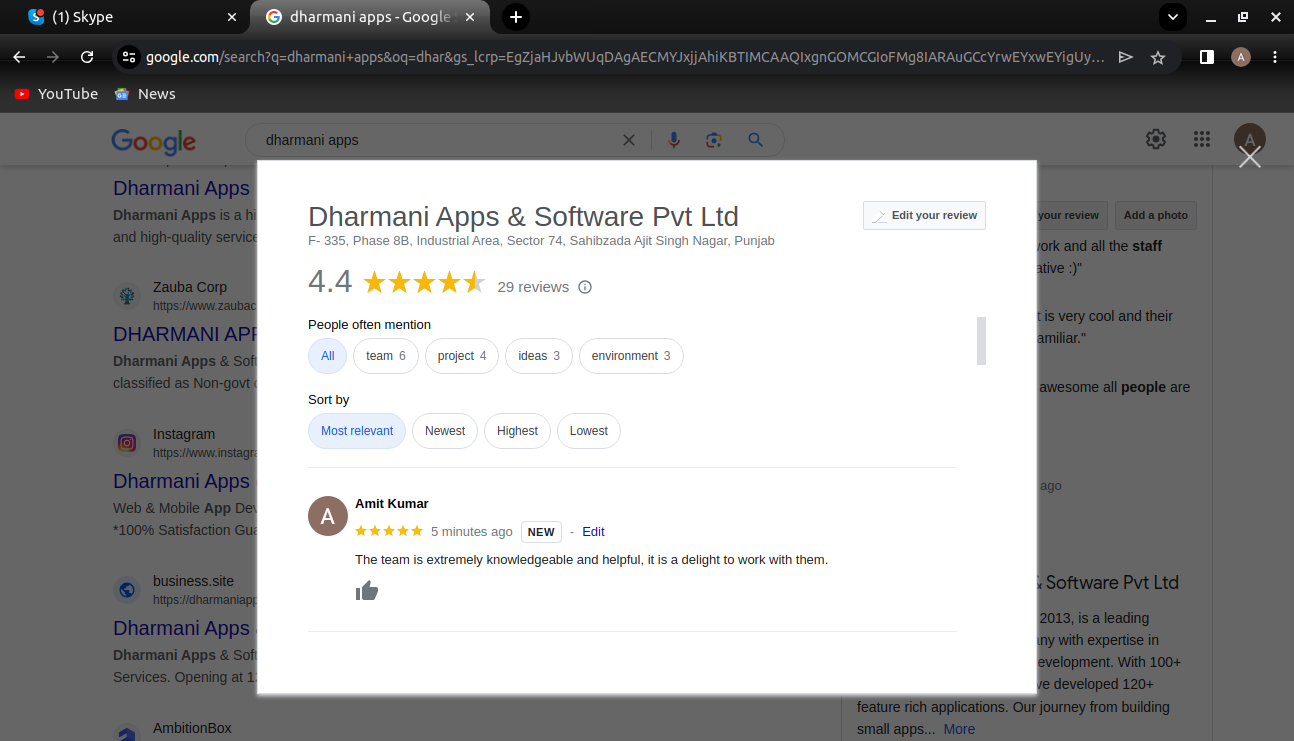 (1) Skype
dharmani apps - Google
google.com/search?q=dharmani+apps&oq=dhar&gs_lcrp=EgZjaHJvbWUqDAgAECMYJxjjAhiKBTIMCAAQIxgnGOMCGIoFMg8IARAuGCcYrwEYxwEYigUy...
A
YouTube
News
Google
dharmani apps
A
Dharmani Apps
Dharmani Apps is a hi
and high-quality service
Zauba Corp
https://www.zaubac
DHARMANI APP
Dharmani Apps & Soft
classified as Non-govt
Instagram
https://www.instagra
Dharmani Apps
Web & Mobile App Dev
*100% Satisfaction Gua
business.site
https://dharmaniapp
Dharmani Apps
Dharmani Apps & Soft
Services. Opening at 1
AmbitionBox
Dharmani Apps & Software Pvt Ltd
Edit your review
F- 335, Phase 8B, Industrial Area, Sector 74, Sahibzada Ajit Singh Nagar, Punjab
4.4
29 reviews
People often mention
All
team 6
project 4
ideas 3
environment 3
Sort by
Most relevant
Newest
Highest
Lowest
A
Amit Kumar
5 minutes ago NEW - Edit
The team is extremely knowledgeable and helpful, it is a delight to work with them.
your review
Add a photo
ork and all the staff
ative :)"
t is very cool and their
amiliar."
awesome all people are
ago
& Software Pvt Ltd
2013, is a leading
any with expertise in
evelopment. With 100+
ve developed 120+
feature rich applications. Our journey from building
small apps... More